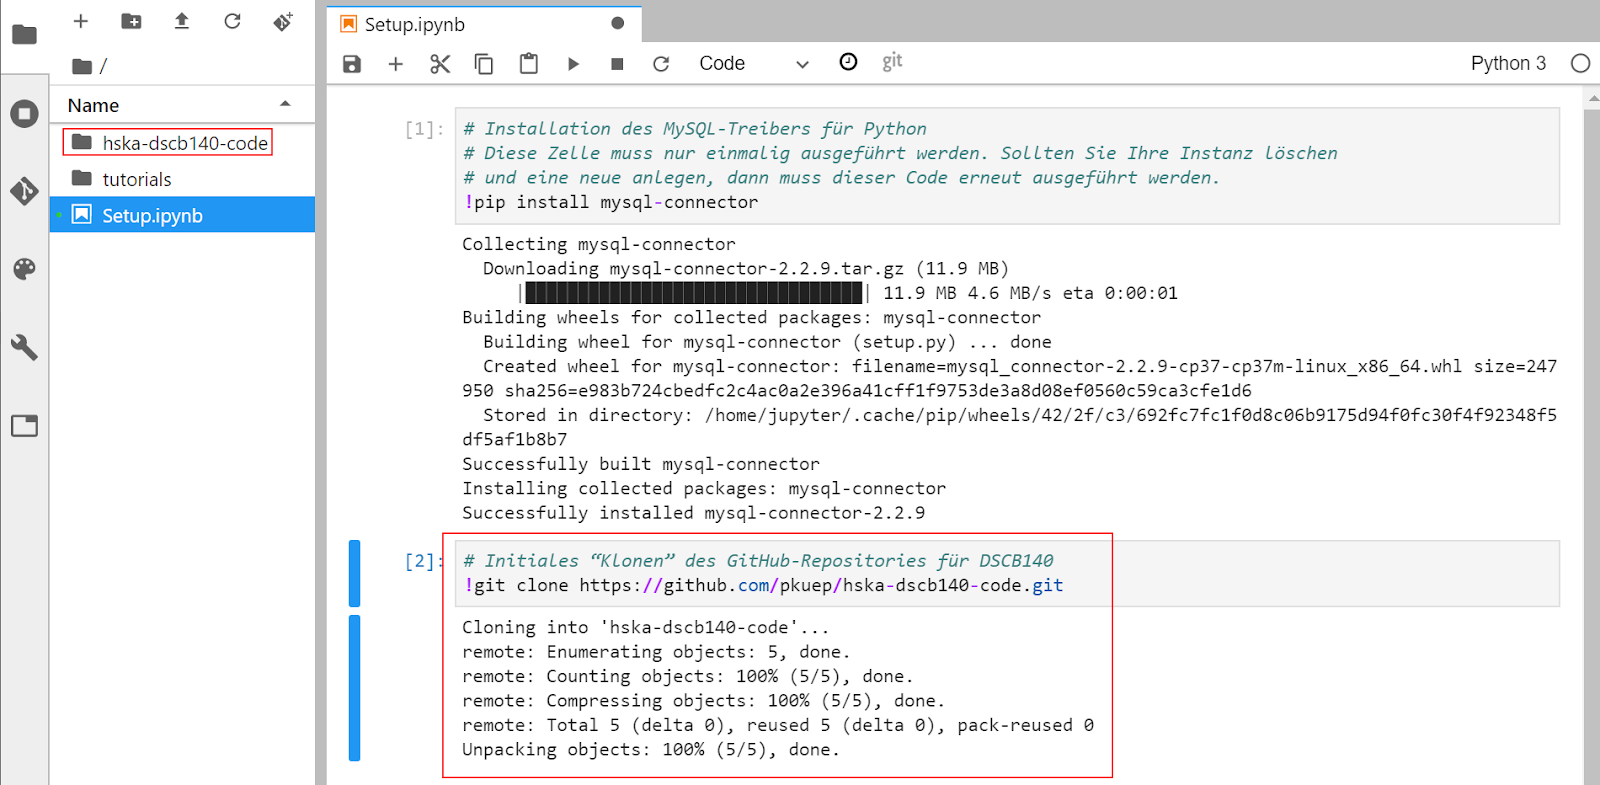 /
Name
hska-dscb140-code
tutorials
Setup.ipynb
Setup.ipynb
Code
git
Python 3
[1]:
# Installation des MySQL-Treibers für Python
# Diese Zelle muss nur einmalig ausgeführt werden. Sollten Sie Ihre Instanz löschen
# und eine neue anlegen, dann muss dieser Code erneut ausgeführt werden.
!pip install mysql-connector
Collecting mysql-connector
Downloading mysql-connector-2.2.9.tar.gz (11.9 MB)
|████████████████████████████████| 11.9 MB 4.6 MB/s eta 0:00:01
Building wheels for collected packages: mysql-connector
Building wheel for mysql-connector (setup.py) ... done
Created wheel for mysql-connector: filename=mysql_connector-2.2.9-cp37-cp37m-linux_x86_64.whl size=247
950 sha256=e983b724cbedfc2c4ac0a2e396a41cff1f9753de3a8d08ef0560c59ca3cfe1d6
Stored in directory: /home/jupyter/.cache/pip/wheels/42/2f/c3/692fc7fc1f0d8c06b9175d94f0fc30f4f92348f5
df5af1b8b7
Successfully built mysql-connector
Installing collected packages: mysql-connector
Successfully installed mysql-connector-2.2.9
[2]:
# Initiales “Klonen” des GitHub-Repositories für DSCB140
!git clone https://github.com/pkuep/hska-dscb140-code.git
Cloning into 'hska-dscb140-code'...
remote: Enumerating objects: 5, done.
remote: Counting objects: 100% (5/5), done.
remote: Compressing objects: 100% (5/5), done.
remote: Total 5 (delta 0), reused 5 (delta 0), pack-reused 0
Unpacking objects: 100% (5/5), done.